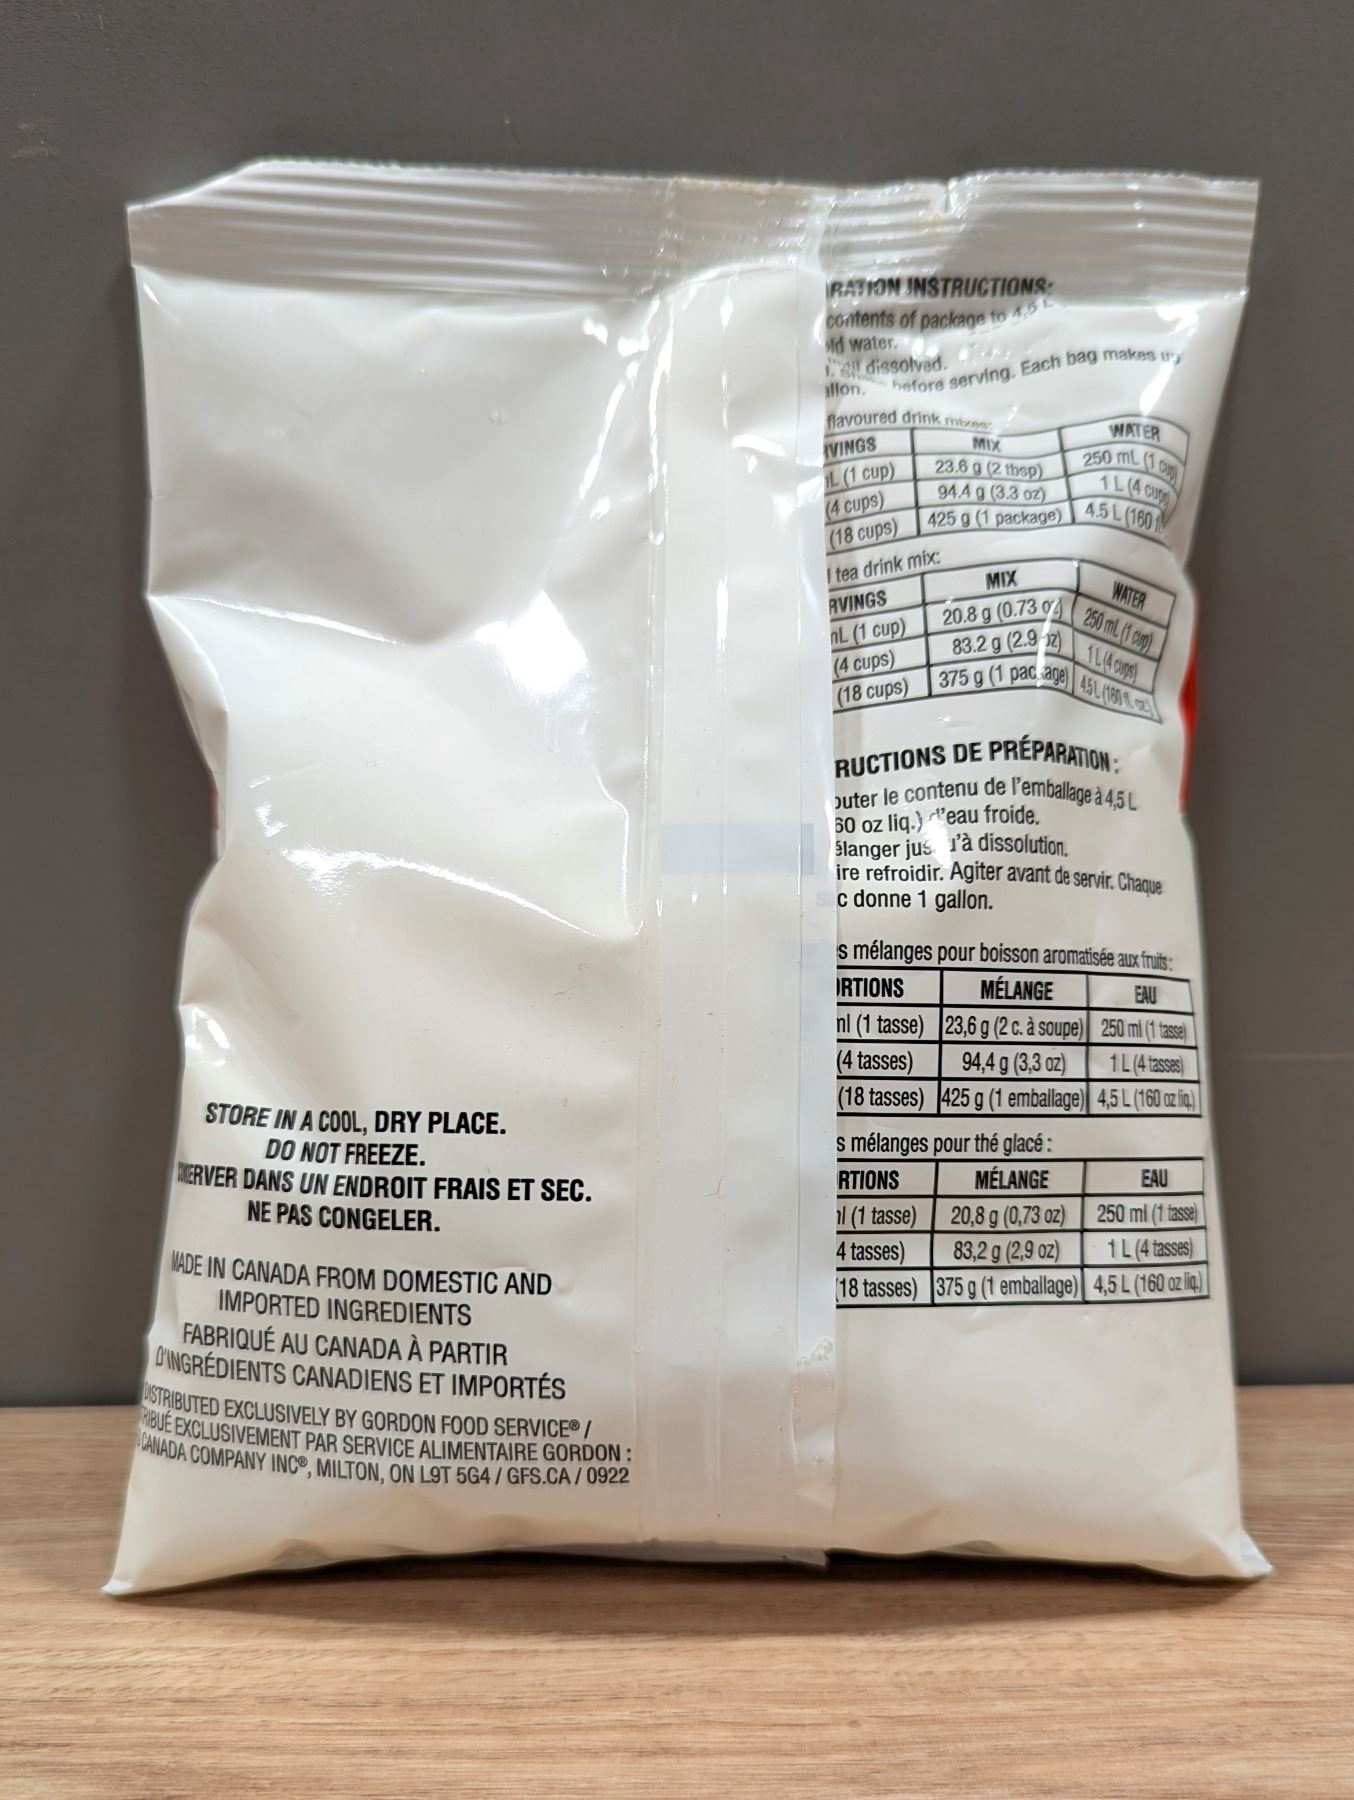 RATION INSTRUCTIONS:
contents of package to 4.5 L
water.
dissolved.
before serving. Each bag makes
flavoured drink mixes:
MIX WATER
(1 cup) 23.6 g (2 tbsp) 250 mL (1 cup)
(4 cups) 94.4 g (3.3 oz) 1 L (4 cups)
(18 cups) 425 g (1 package) 4.5 L (160
tea drink mix:
MIX WATER
mL (1 cup) 20.8 g (0.73 oz) 250 mL (1 cup)
(4 cups) 83.2 g (2.9 oz) 1 L (4 cups)
(18 cups) 375 g (1 package) 4.5 L (160 fl. oz.)
RUCTIONS DE PRÉPARATION :
outer le contenu de l'emballage à 4,5 L
60 oz liq.) d'eau froide.
élanger jusqu'à dissolution.
ire refroidir. Agiter avant de servir. Chaque
c donne 1 gallon.
s mélanges pour boisson aromatisée aux fruits :
ORTIONS MÉLANGE EAU
ml (1 tasse) 23,6 g (2 c. à soupe) 250 ml (1 tasse)
(4 tasses) 94,4 g (3,3 oz) 1 L (4 tasses)
(18 tasses) 425 g (1 emballage) 4,5 L (160 oz liq.)
s mélanges pour thé glacé :
RTIONS MÉLANGE EAU
ml (1 tasse) 20,8 g (0,73 oz) 250 ml (1 tasse)
4 tasses) 83,2 g (2,9 oz) 1 L (4 tasses)
18 tasses) 375 g (1 emballage) 4,5 L (160 oz liq.)
STORE IN A COOL, DRY PLACE.
DO NOT FREEZE.
DANS UN ENDROIT FRAIS ET SEC.
NE PAS CONGELER.
MADE IN CANADA FROM DOMESTIC AND
IMPORTED INGREDIENTS
FABRIQUÉ AU CANADA À PARTIR
D'INGRÉDIENTS CANADIENS ET IMPORTÉS
DISTRIBUTED EXCLUSIVELY BY GORDON FOOD SERVICE® /
TRIBUÉ EXCLUSIVEMENT PAR SERVICE ALIMENTAIRE GORDON :
CANADA COMPANY INC®, MILTON, ON L9T 5G4 / GFS.CA / 0922